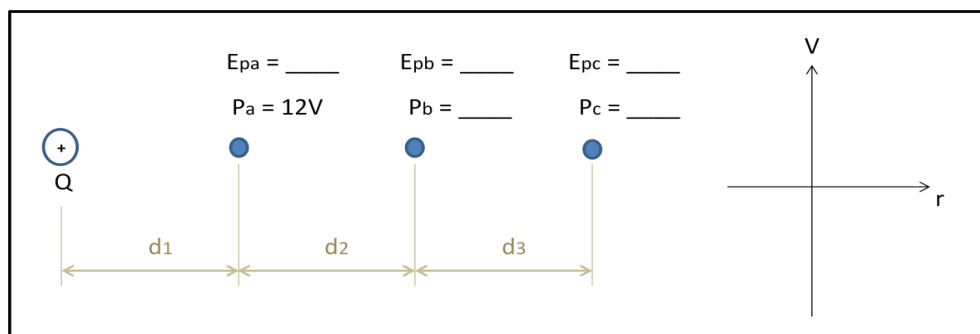 Epa = _____ Epb = _____ Epc = _____
Pa = 12V Pb = _____ Pc = _____
+
Q
d1 d2 d3
V
r